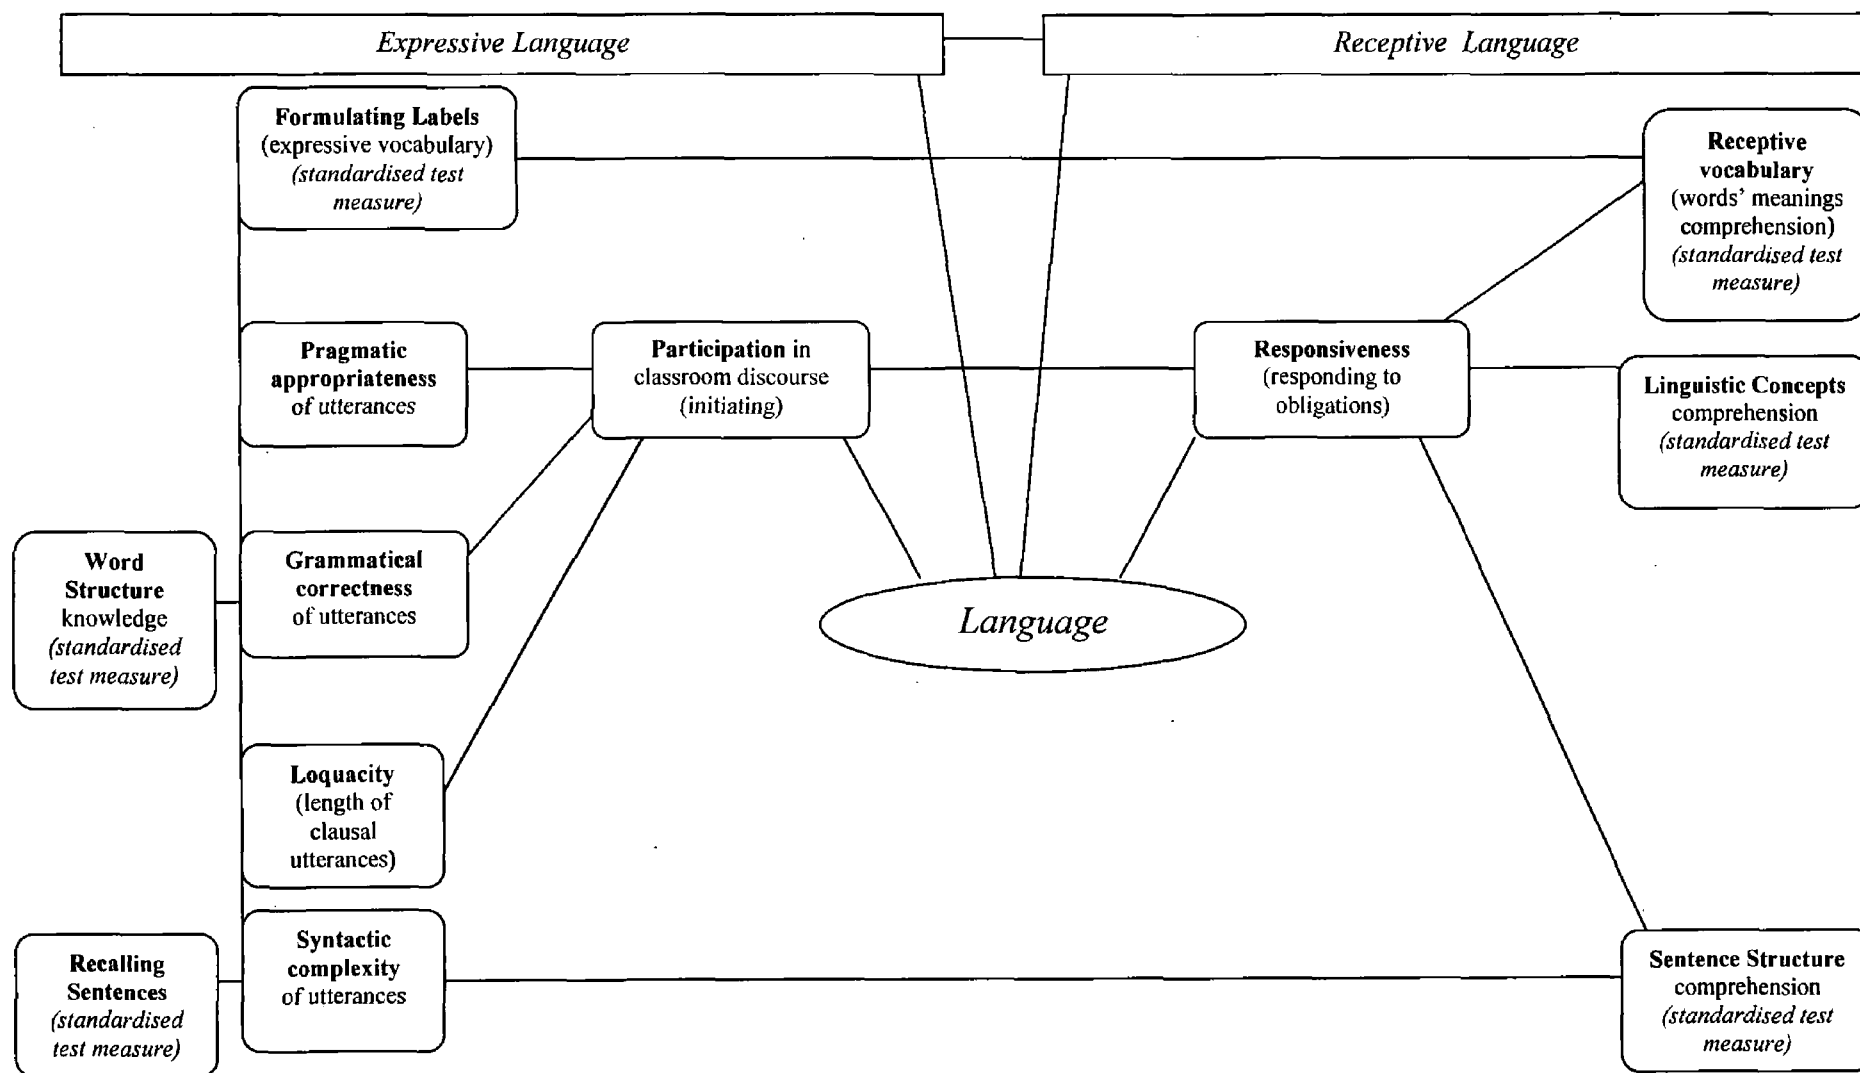 Expressive Language
Receptive Language
Formulating Labels
(expressive vocabulary)
(standardised test
measure)
Receptive
vocabulary
(words’ meanings
comprehension)
(standardised test
measure)
Pragmatic
appropriateness
of utterances
Participation in
classroom discourse
(initiating)
Responsiveness
(responding to
obligations)
Linguistic Concepts
comprehension
(standardised test
measure)
Word
Structure
knowledge
(standardised
test measure)
Grammatical
correctness
of utterances
Language
Loquacity
(length of
clausal
utterances)
Recalling
Sentences
(standardised
test measure)
Syntactic
complexity
of utterances
Sentence Structure
comprehension
(standardised test
measure)